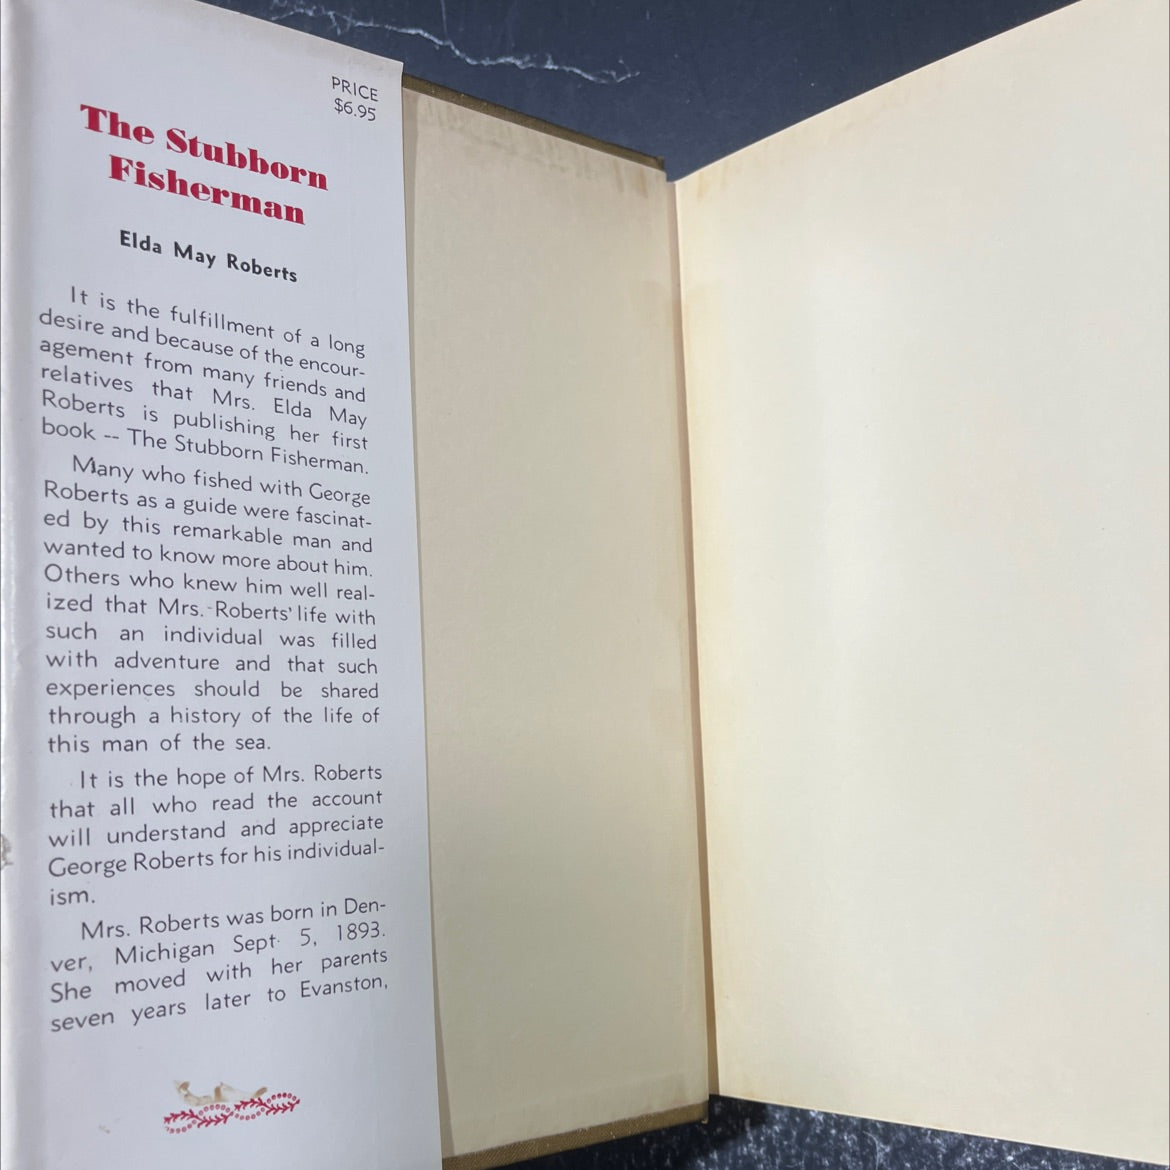 PRICE
$6.95
The Stubborn
Fisherman
Elda May Roberts
It is the fulfillment of a long
desire and because of the encour-
agement from many friends and
relatives that Mrs. Elda May
Roberts is publishing her first
book -- The Stubborn Fisherman.
Many who fished with George
Roberts as a guide were fascinat-
ed by this remarkable man and
wanted to know more about him.
Others who knew him well real-
ized that Mrs. Roberts' life with
such an individual was filled
with adventure and that such
experiences should be shared
through a history of the life of
this man of the sea.
It is the hope of Mrs. Roberts
that all who read the account
will understand and appreciate
George Roberts for his individual-
ism.
Mrs. Roberts was born in Den-
ver, Michigan Sept. 5, 1893.
She moved with her parents
seven years later to Evanston,